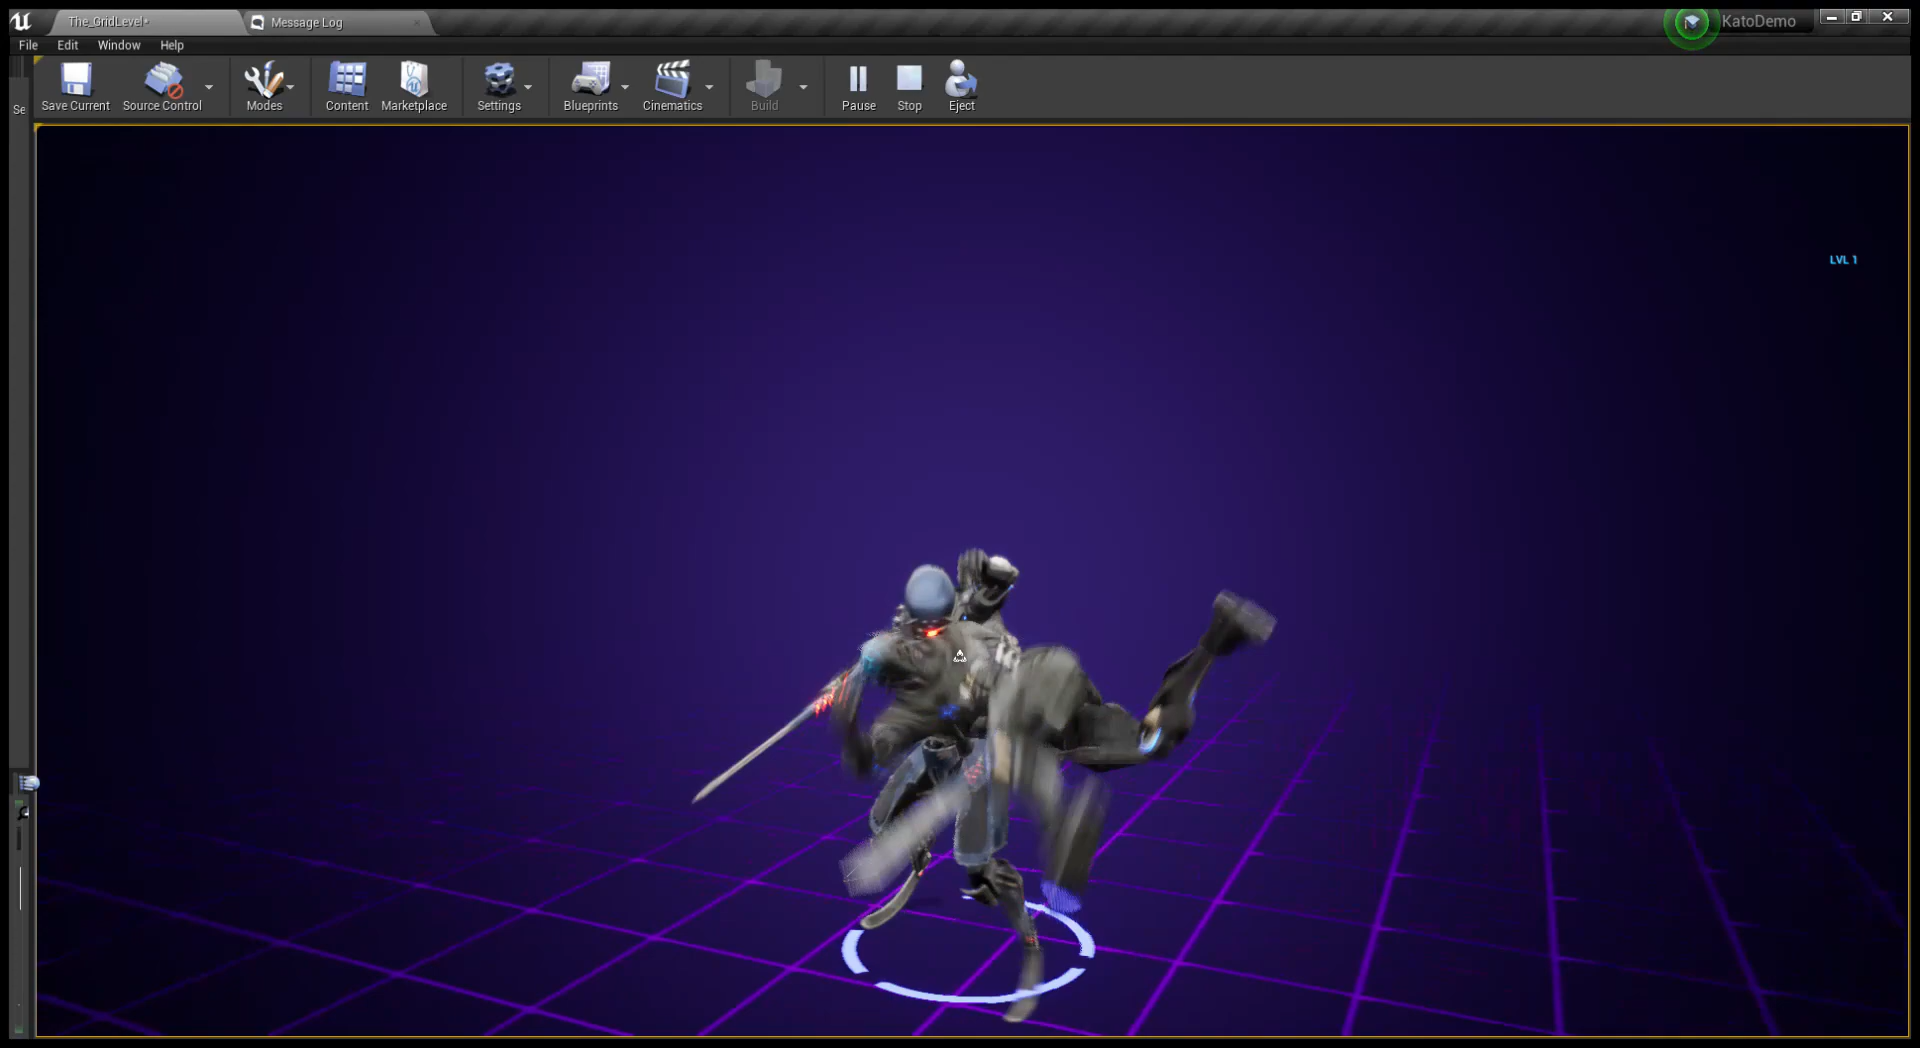 The_GridLevel*
Message Log
KatoDemo
File Edit Window Help
Save Current
Source Control
Modes
Content
Marketplace
Settings
Blueprints
Cinematics
Build
Pause
Stop
Eject
Se
LVL 1